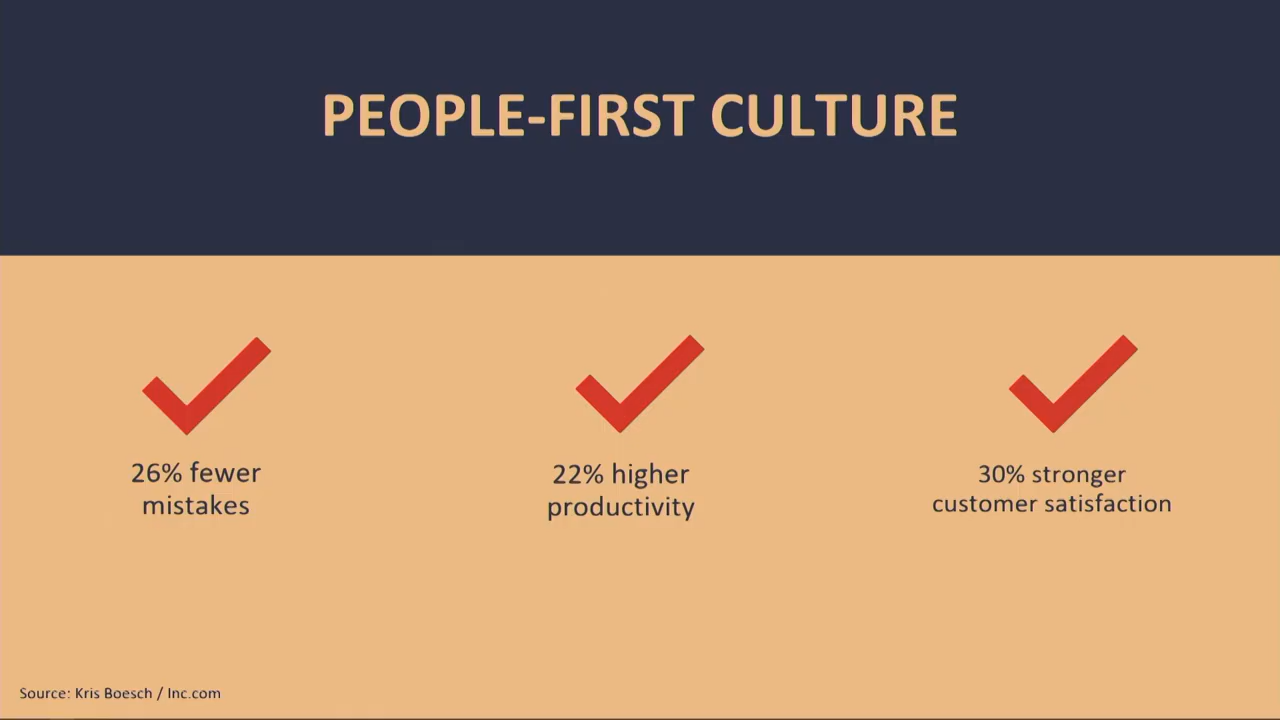 PEOPLE-FIRST CULTURE
26% fewer
mistakes
22% higher
productivity
30% stronger
customer satisfaction
Source: Kris Boesch / Inc.com